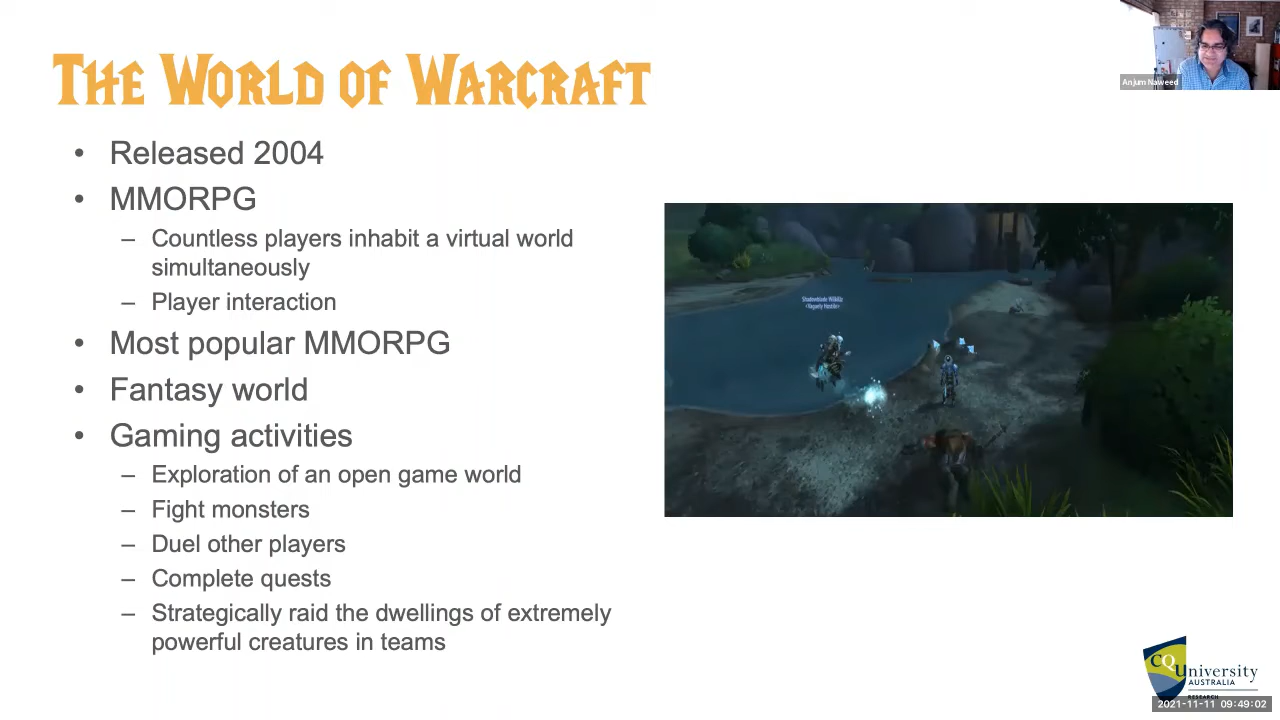 THE WORLD OF WARCRAFT
Anjum Naweed
• Released 2004
• MMORPG
– Countless players inhabit a virtual world
simultaneously
– Player interaction
• Most popular MMORPG
• Fantasy world
• Gaming activities
– Exploration of an open game world
– Fight monsters
– Duel other players
– Complete quests
– Strategically raid the dwellings of extremely
powerful creatures in teams
CQUniversity
AUSTRALIA
RESEARCH
2021-11-11 09:49:02